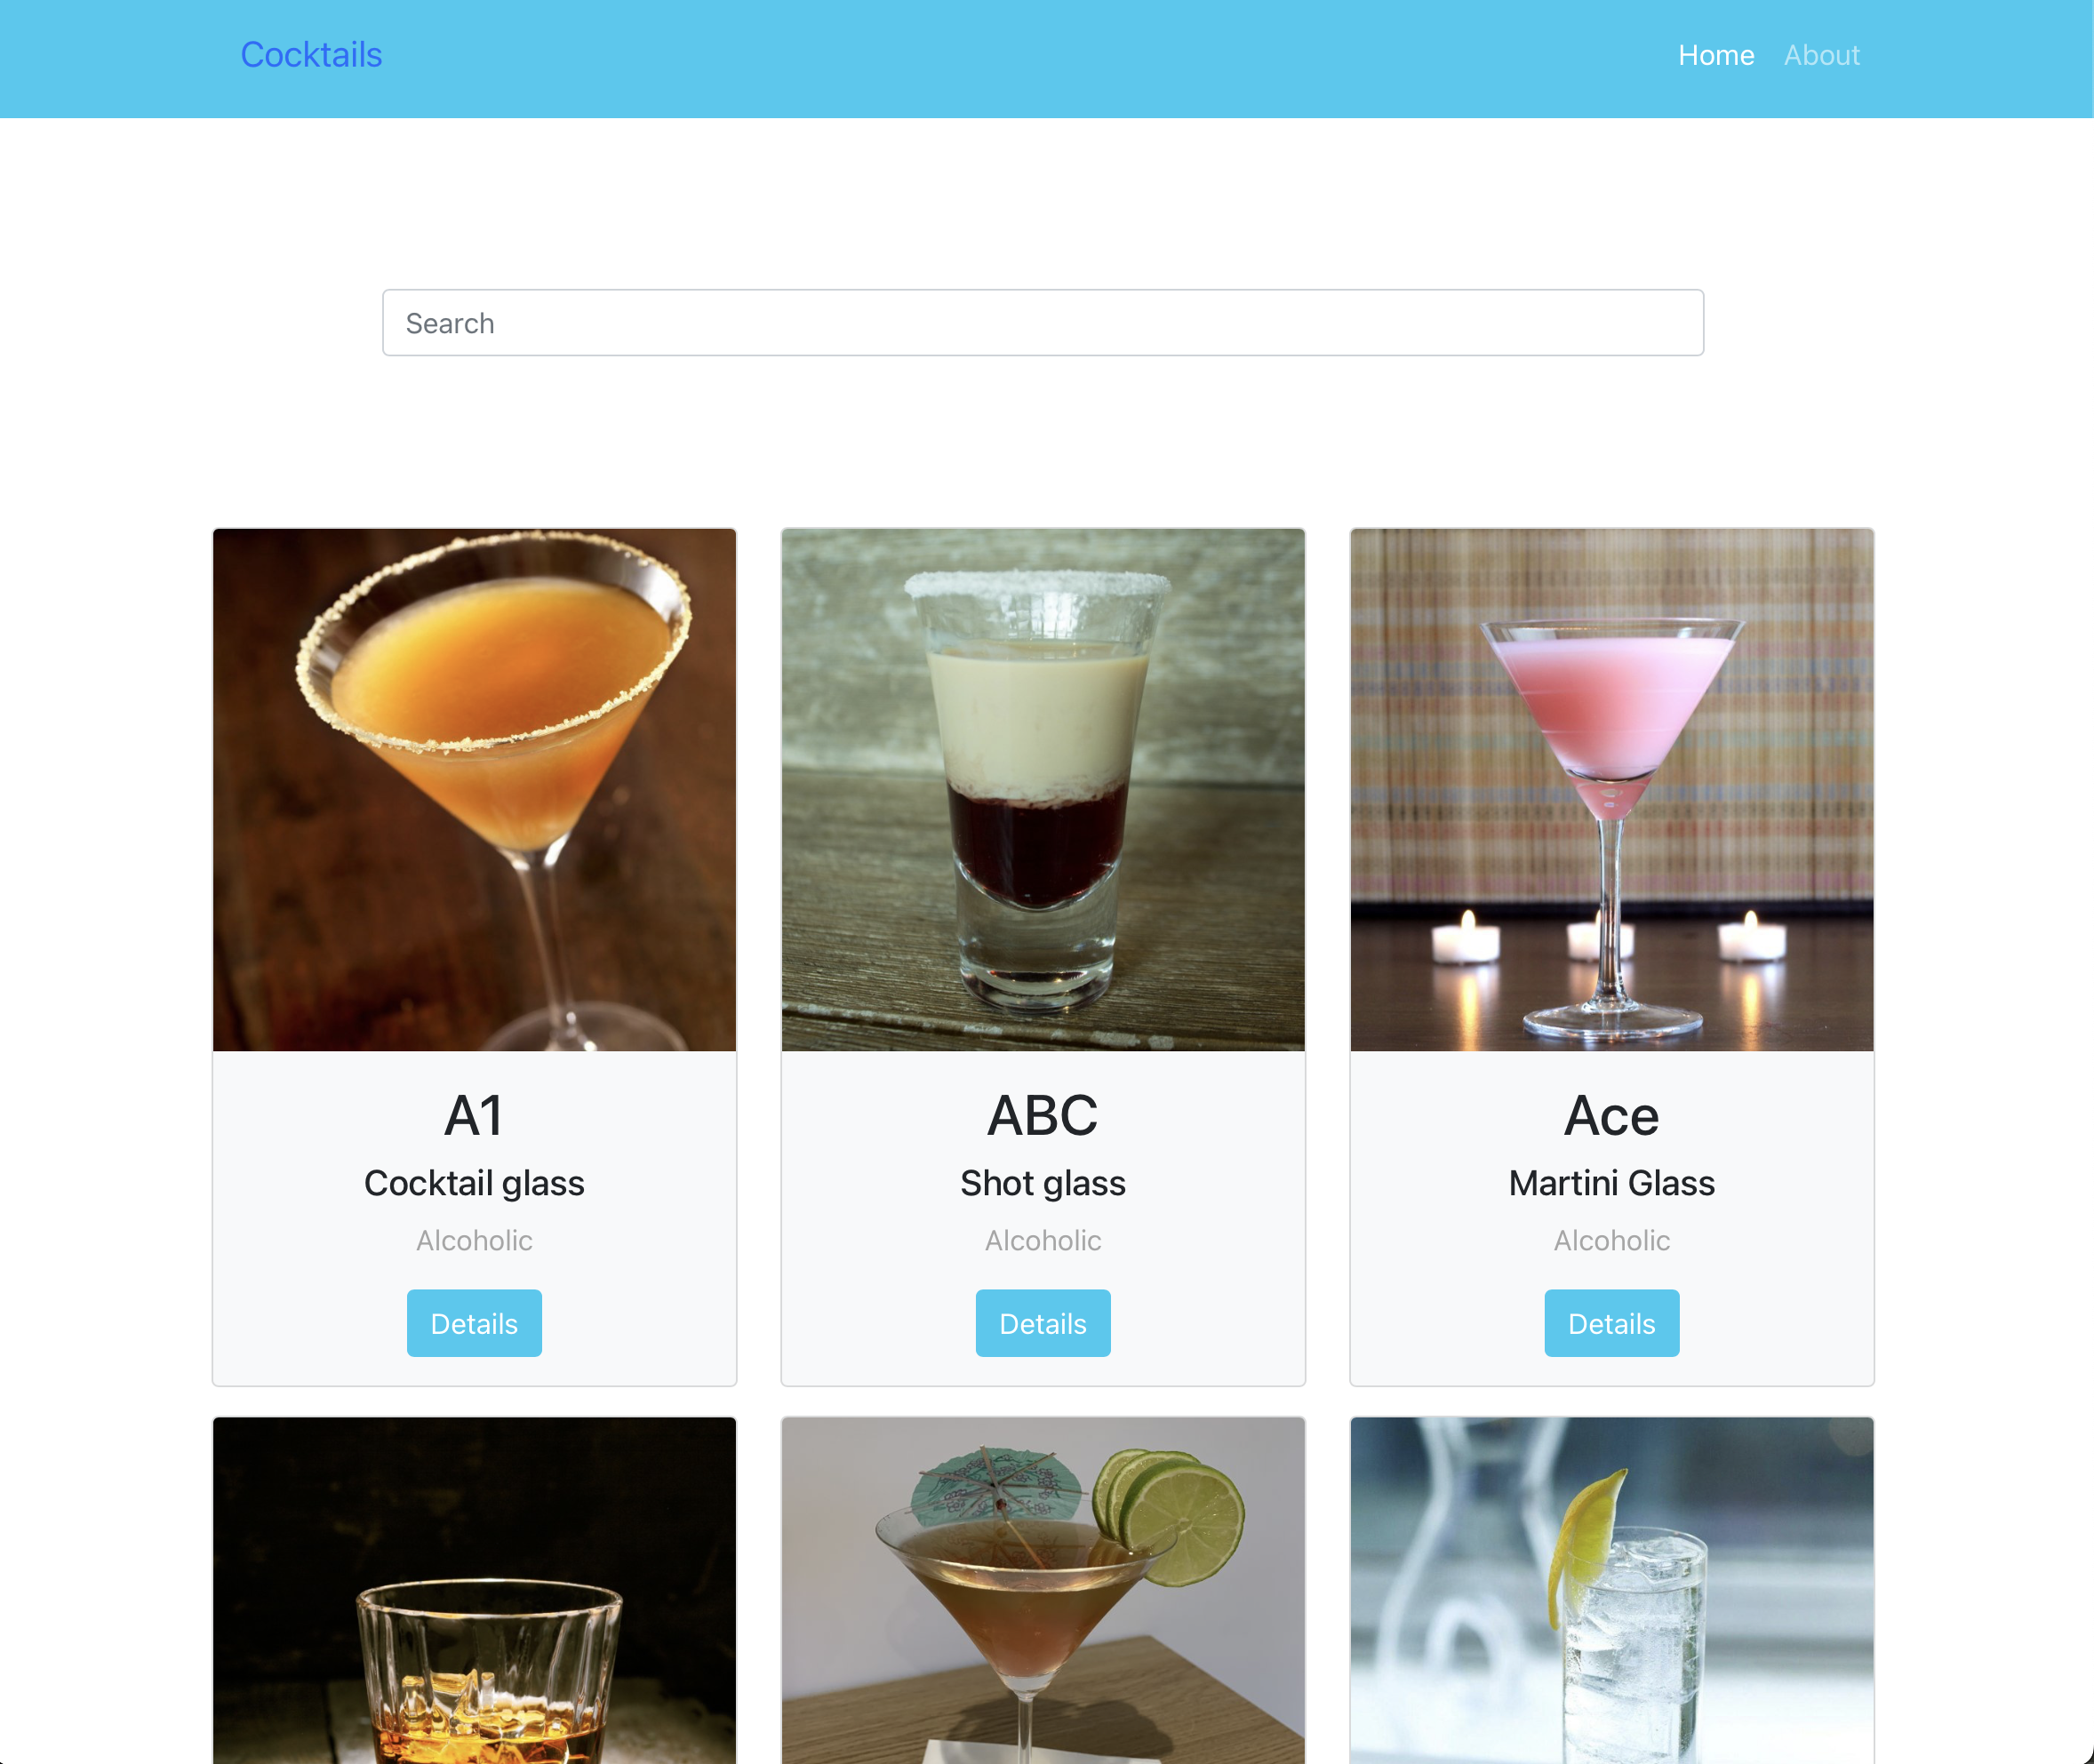 Cocktails
Home About
Search
A1
Cocktail glass
Alcoholic
Details
ABC
Shot glass
Alcoholic
Details
Ace
Martini Glass
Alcoholic
Details